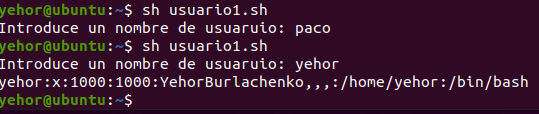 yehor@ubuntu:~$ sh usuario1.sh
Introduce un nombre de usuaruio: paco
yehor@ubuntu:~$ sh usuario1.sh
Introduce un nombre de usuaruio: yehor
yehor:x:1000:1000:YehorBurlachenko,,,:/home/yehor:/bin/bash
yehor@ubuntu:~$